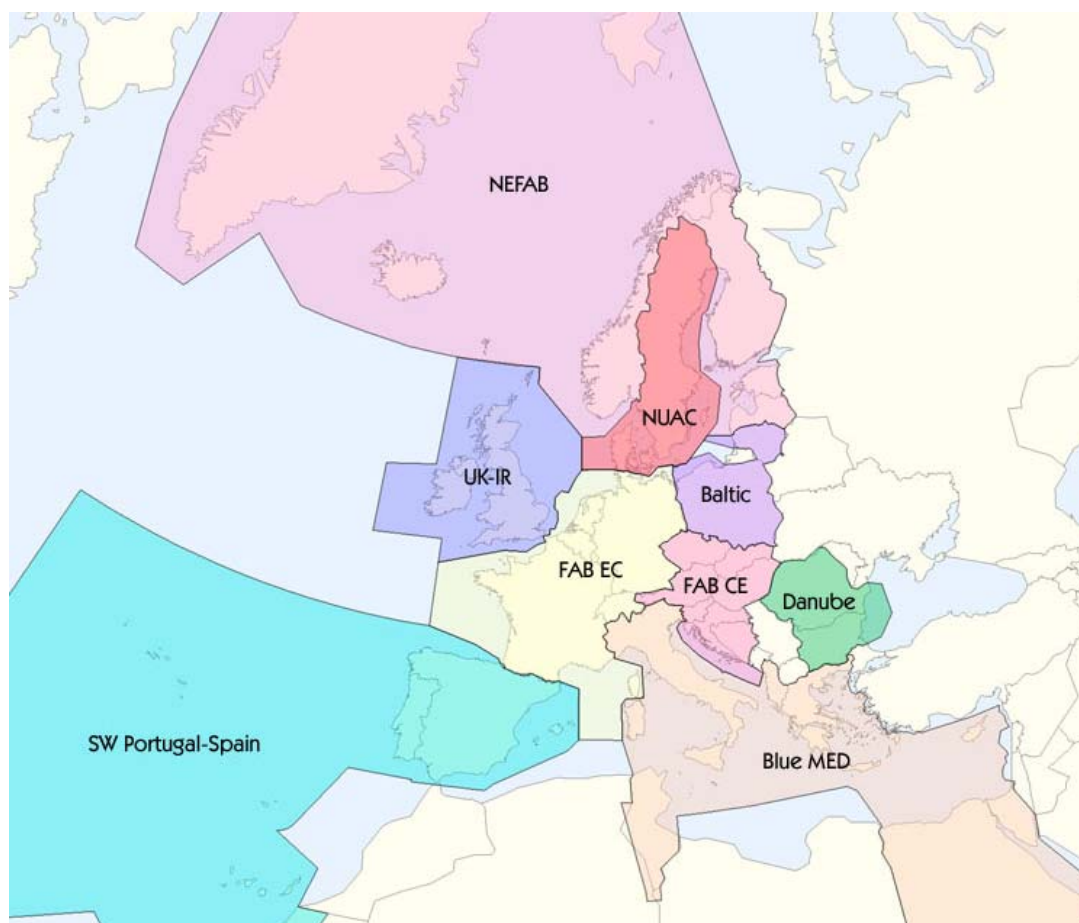 NEFAB
NUAC
UK-IR
Baltic
FAB EC
FAB CE
Danube
SW Portugal-Spain
Blue MED